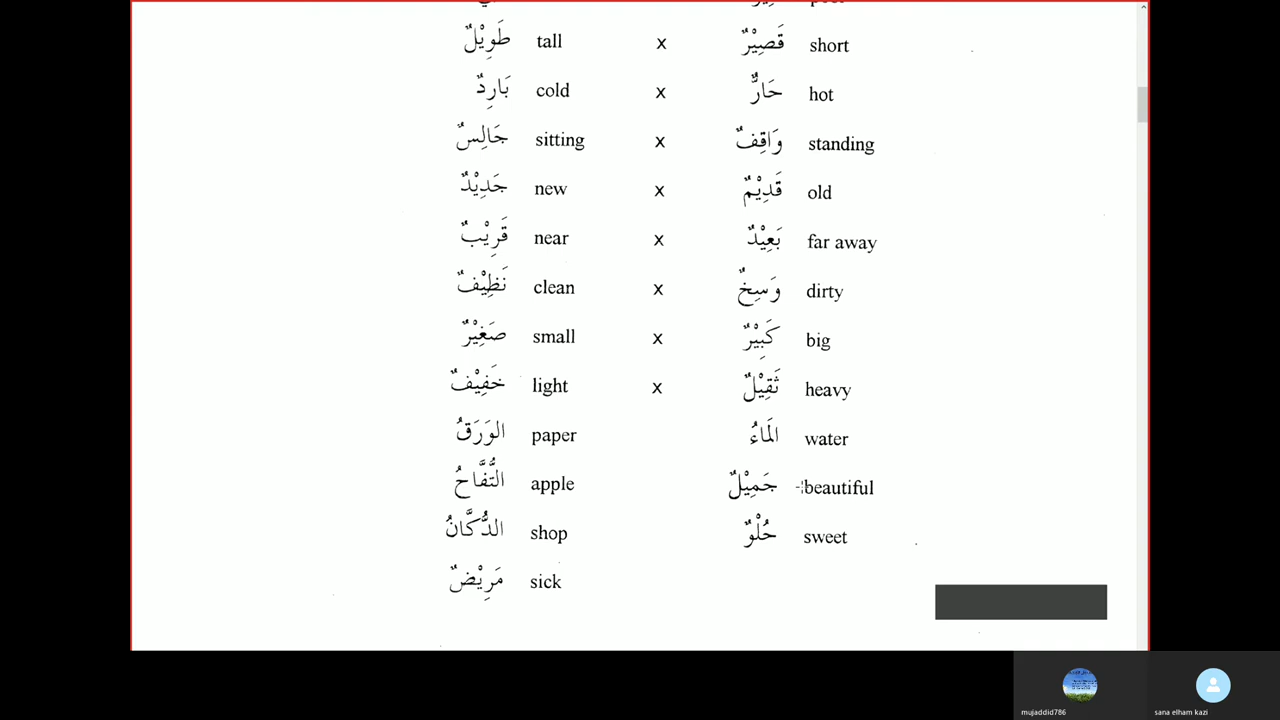 طَوِيْلٌ tall x قَصِيْرٌ short
بَارِدٌ cold x حَارٌّ hot
جَالِسٌ sitting x وَاقِفٌ standing
جَدِيْدٌ new x قَدِيْمٌ old
قَرِيْبٌ near x بَعِيْدٌ far away
نَظِيْفٌ clean x وَسِخٌ dirty
صَغِيْرٌ small x كَبِيْرٌ big
خَفِيْفٌ light x ثَقِيْلٌ heavy
الوَرَقُ paper المَاءُ water
التُّفَّاحُ apple جَمِيْلٌ beautiful
الدُّكَّانُ shop حُلْوٌ sweet
مَرِيْضٌ sick
mujaddid786 sana elham kazi